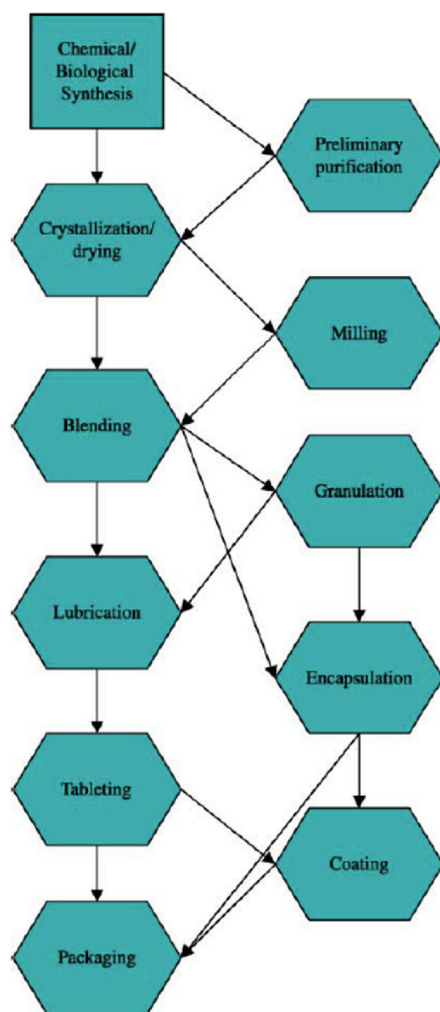 Chemical/
Biological
Synthesis
Preliminary
purification
Crystallization/
drying
Milling
Blending
Granulation
Lubrication
Encapsulation
Tableting
Coating
Packaging